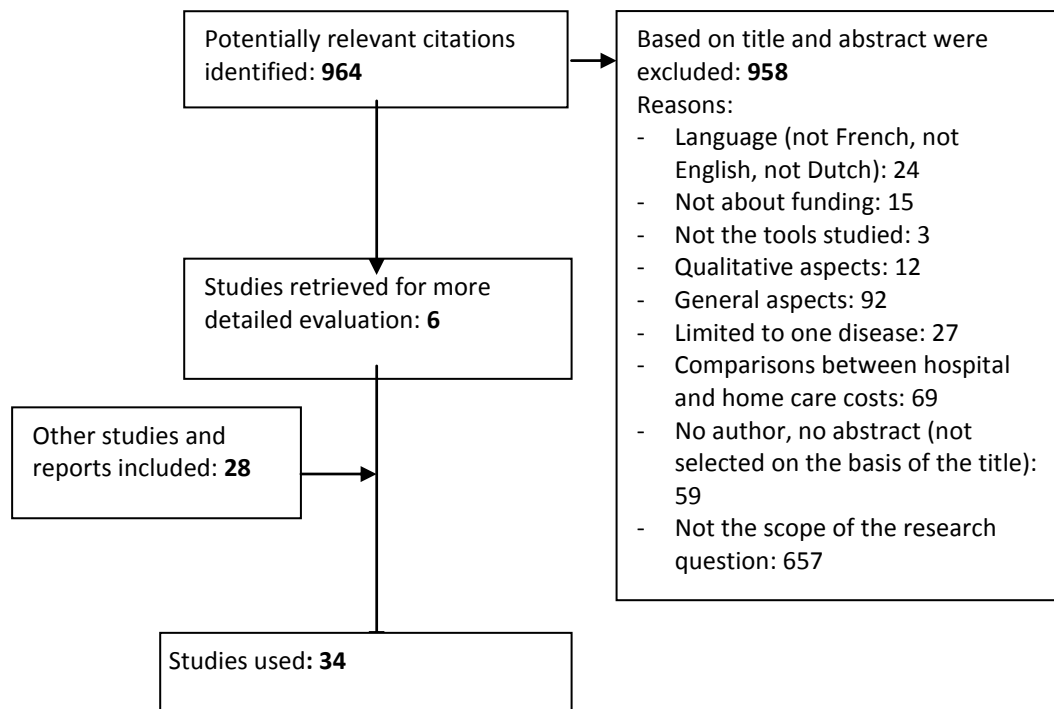 Potentially relevant citations
identified: 964
Based on title and abstract were
excluded: 958
Reasons:
- Language (not French, not
English, not Dutch): 24
- Not about funding: 15
- Not the tools studied: 3
- Qualitative aspects: 12
- General aspects: 92
- Limited to one disease: 27
- Comparisons between hospital
and home care costs: 69
- No author, no abstract (not
selected on the basis of the title):
59
- Not the scope of the research
question: 657
Studies retrieved for more
detailed evaluation: 6
Other studies and
reports included: 28
Studies used: 34